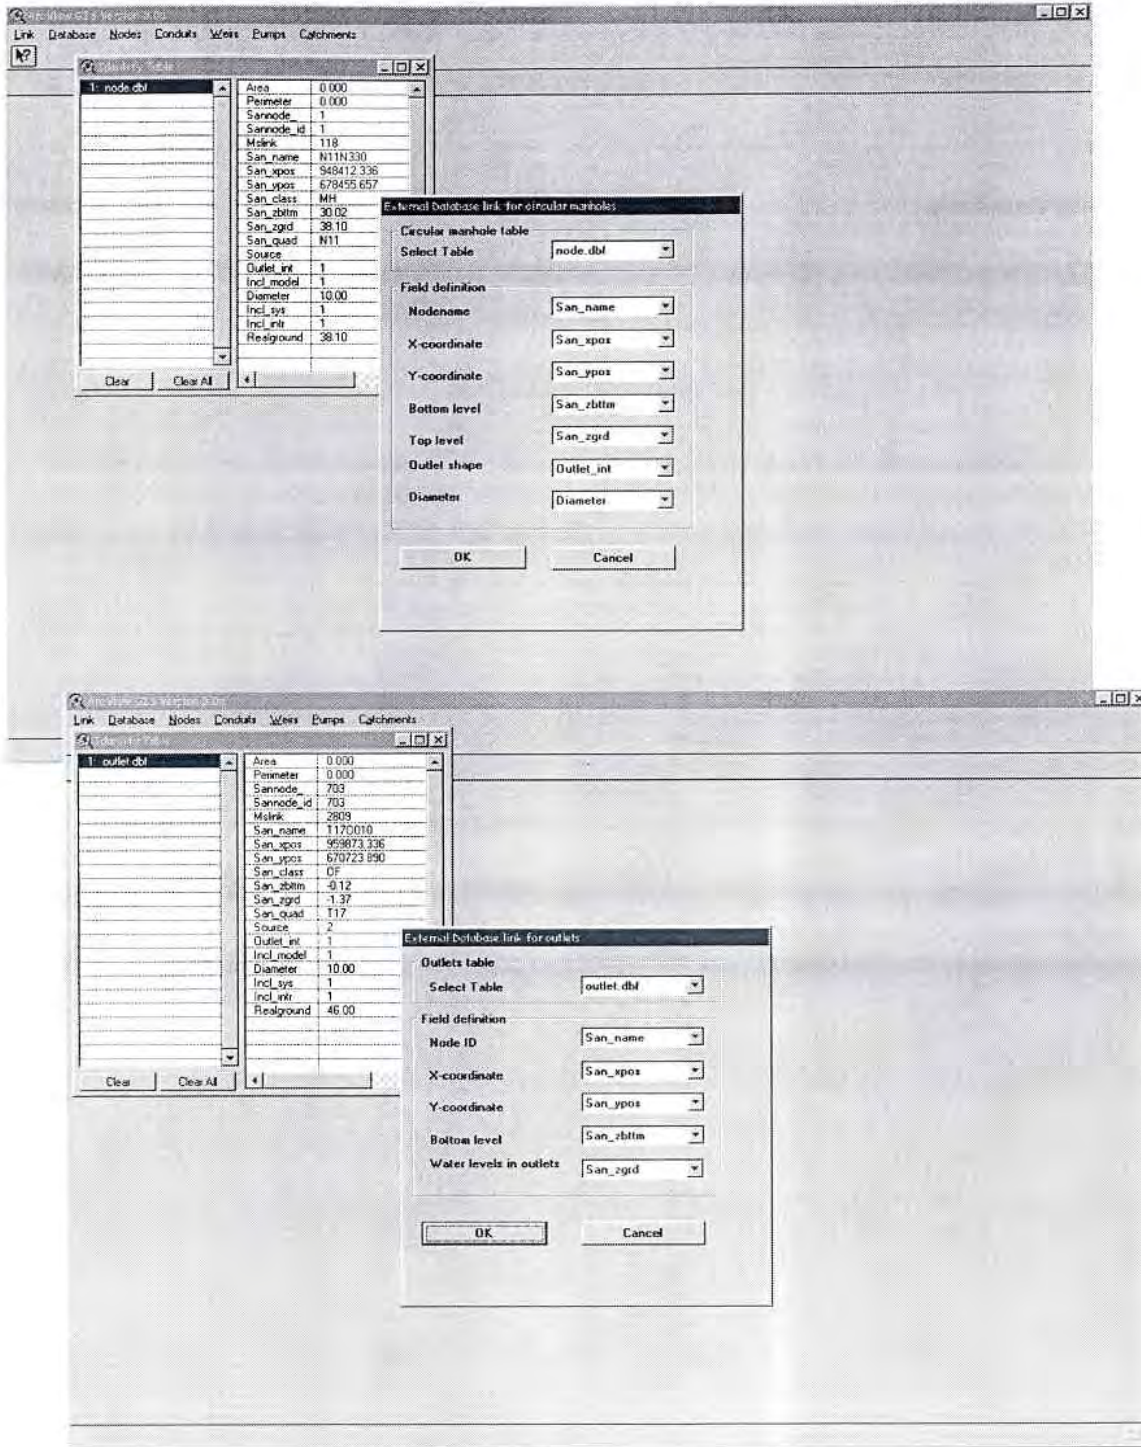 Link Database Nodes Conduits Weirs Pumps Catchments
1: node.dbf
Area 0.000
Perimeter 0.000
Sannode_ 1
Sannode_id 1
Mslink 118
San_name N11N330
San_xpos 948412.336
San_ypos 678455.657
San_class MH
San_zbttm 30.02
San_zgrd 38.10
San_quad N11
Source
Outlet_int 1
Incl_model 1
Diameter 10.00
Incl_sys 1
Incl_intr 1
Realground 38.10
Clear Clear All
External Database link for circular manholes
Circular manhole table
Select Table node.dbf
Field definition
Nodename San_name
X-coordinate San_xpos
Y-coordinate San_ypos
Bottom level San_zbttm
Top level San_zgrd
Outlet shape Outlet_int
Diameter Diameter
OK Cancel
Link Database Nodes Conduits Weirs Pumps Catchments
1: outlet.dbf
Area 0.000
Perimeter 0.000
Sannode_ 703
Sannode_id 703
Mslink 2809
San_name T17O010
San_xpos 959873.336
San_ypos 670723.890
San_class OF
San_zbttm -0.12
San_zgrd -1.37
San_quad T17
Source 2
Outlet_int 1
Incl_model 1
Diameter 10.00
Incl_sys 1
Incl_intr 1
Realground 46.00
Clear Clear All
External Database link for outlets
Outlets table
Select Table outlet.dbf
Field definition
Node ID San_name
X-coordinate San_xpos
Y-coordinate San_ypos
Bottom level San_zbttm
Water levels in outlets San_zgrd
OK Cancel